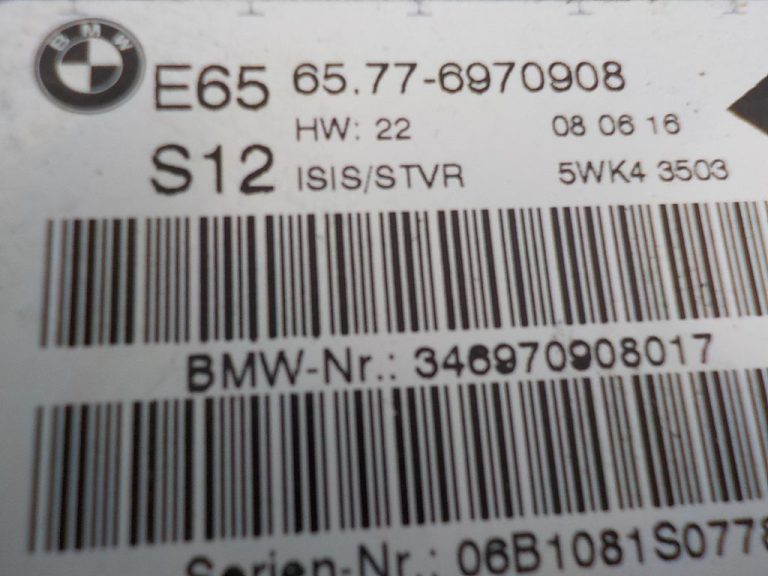 BMW
E65 65.77-6970908
HW: 22 08 06 16
S12 ISIS/STVR 5WK4 3503
BMW-Nr.: 346970908017
Serien-Nr.: 06B1081S0778